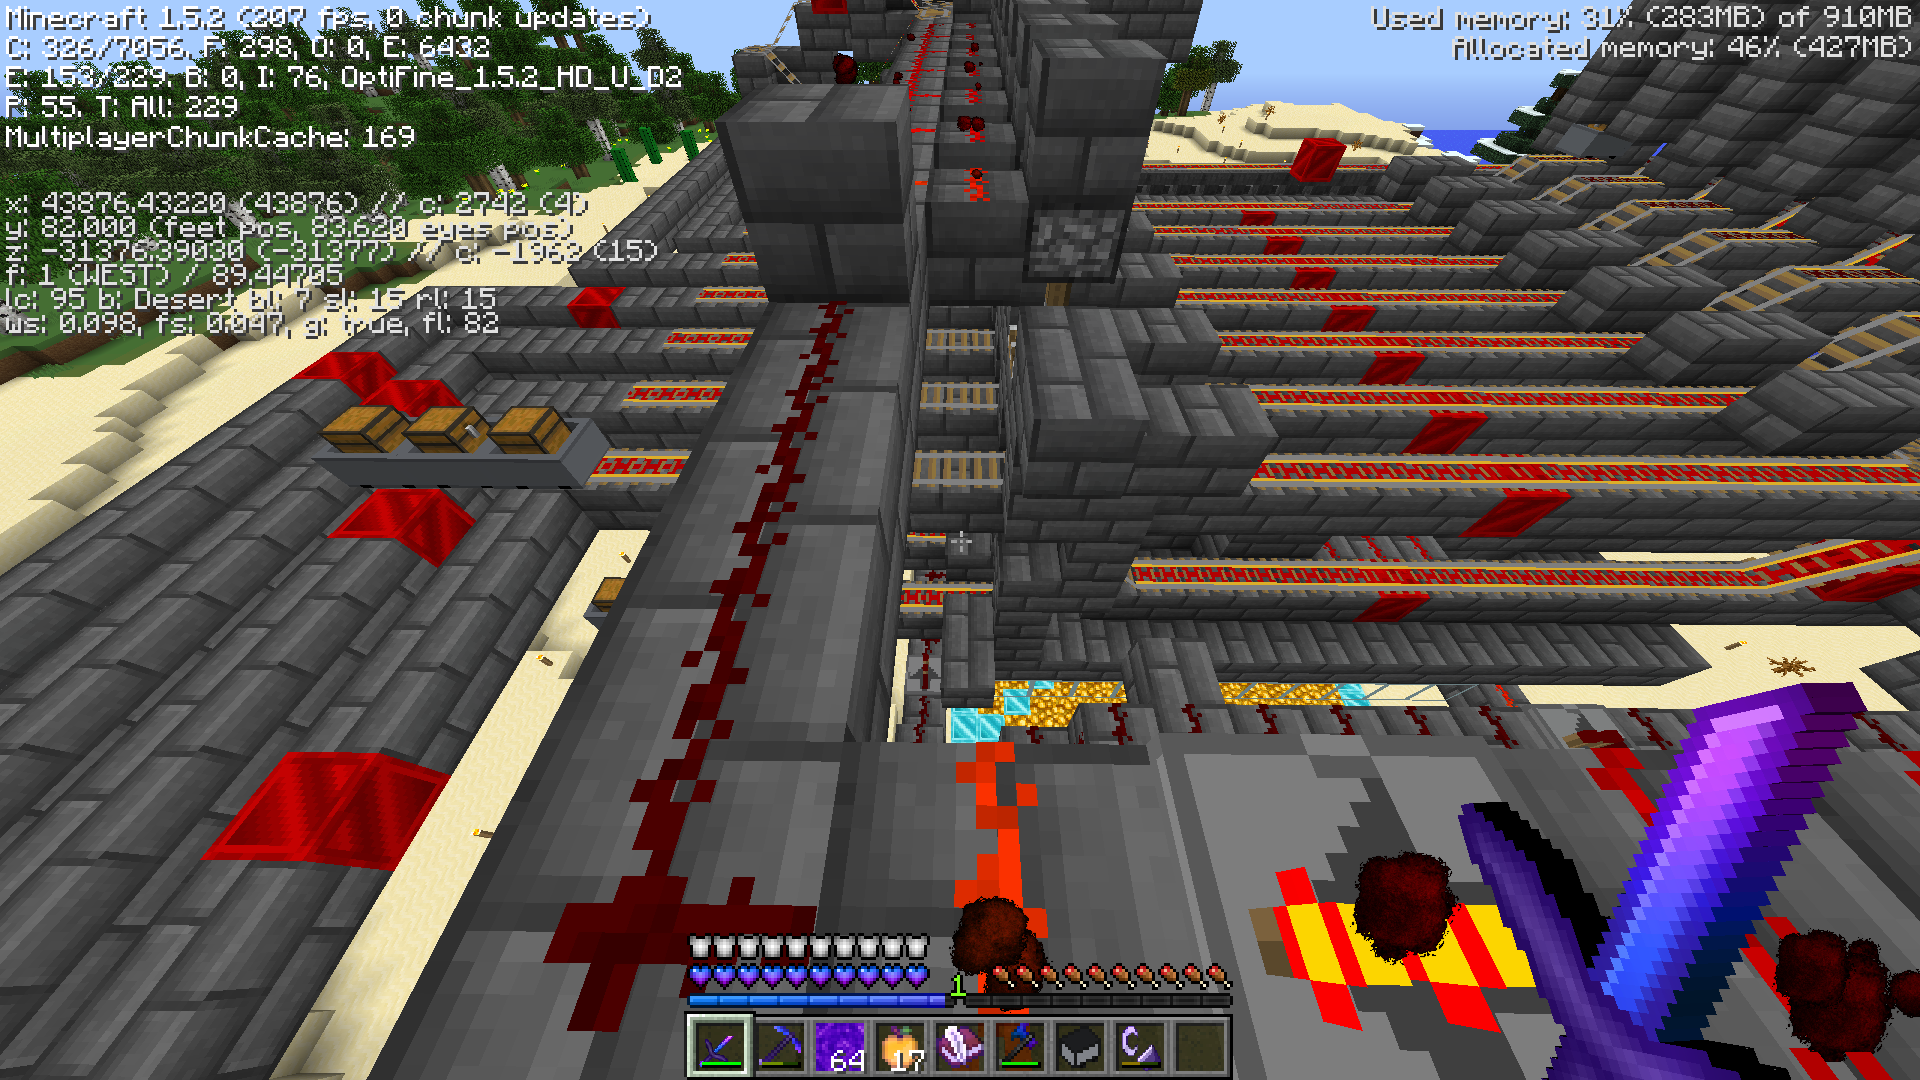 Minecraft 1.5.2 (207 fps, 0 chunk updates)
C: 326/7056. F: 298, O: 0, E: 6432
E: 153/229. B: 0, I: 76, OptiFine_1.5.2_HD_U_D2
P: 55. T: All: 229
MultiplayerChunkCache: 169
Used memory: 31% (283MB) of 910MB
Allocated memory: 46% (427MB)
x: 43876.43220 (43876) // c: 2742 (4)
y: 82.000 (feet pos, 83.620 eyes pos)
z: -31376.39030 (-31377) // c: -1962 (15)
f: 1 (WEST) / 89.44705
lc: 95 b: Desert bl: 7 sl: 15 rl: 15
ws: 0.098, fs: 0.047, g: true, fl: 82
1
64
17